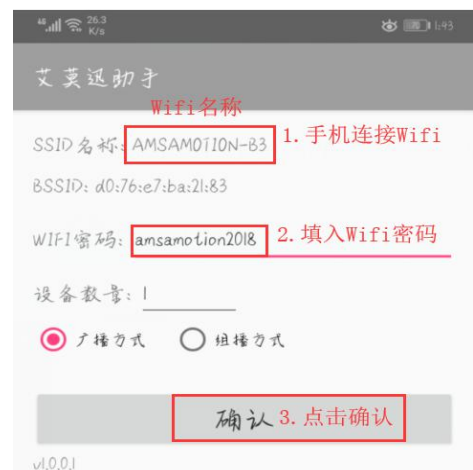 4G 26.3 K/s 1:43
艾莫迅助手
Wifi名称
SSID名称: AMSAMOTION-B3 1.手机连接Wifi
BSSID: d0:76:e7:ba:21:83
WIFI密码: amsamotion2018 2.填入Wifi密码
设备数量: 1
广播方式 组播方式
确认 3.点击确认
v1.0.0.1